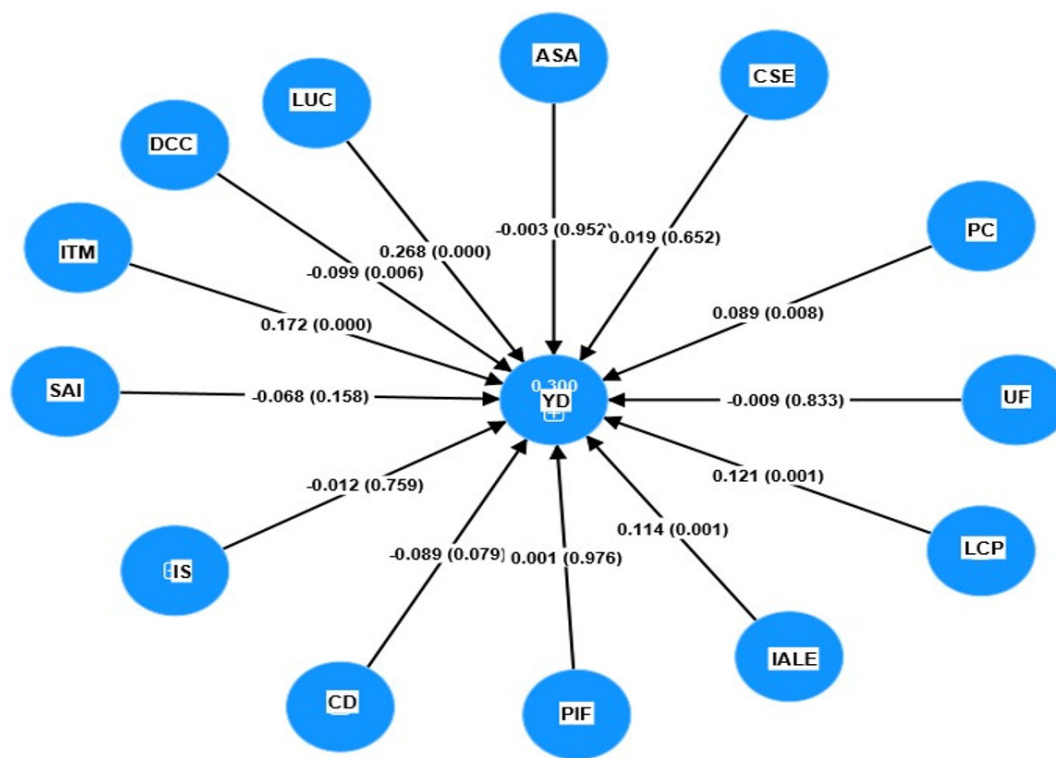 ASA
CSE
LUC
DCC
PC
ITM
-0.003 (0.952)
0.019 (0.652)
0.268 (0.000)
-0.099 (0.006)
0.089 (0.008)
0.172 (0.000)
SAI
-0.068 (0.158)
0.300
YD
-0.009 (0.833)
UF
-0.012 (0.759)
0.121 (0.001)
0.114 (0.001)
LCP
-0.089 (0.079)
0.001 (0.976)
IS
IALE
CD
PIF